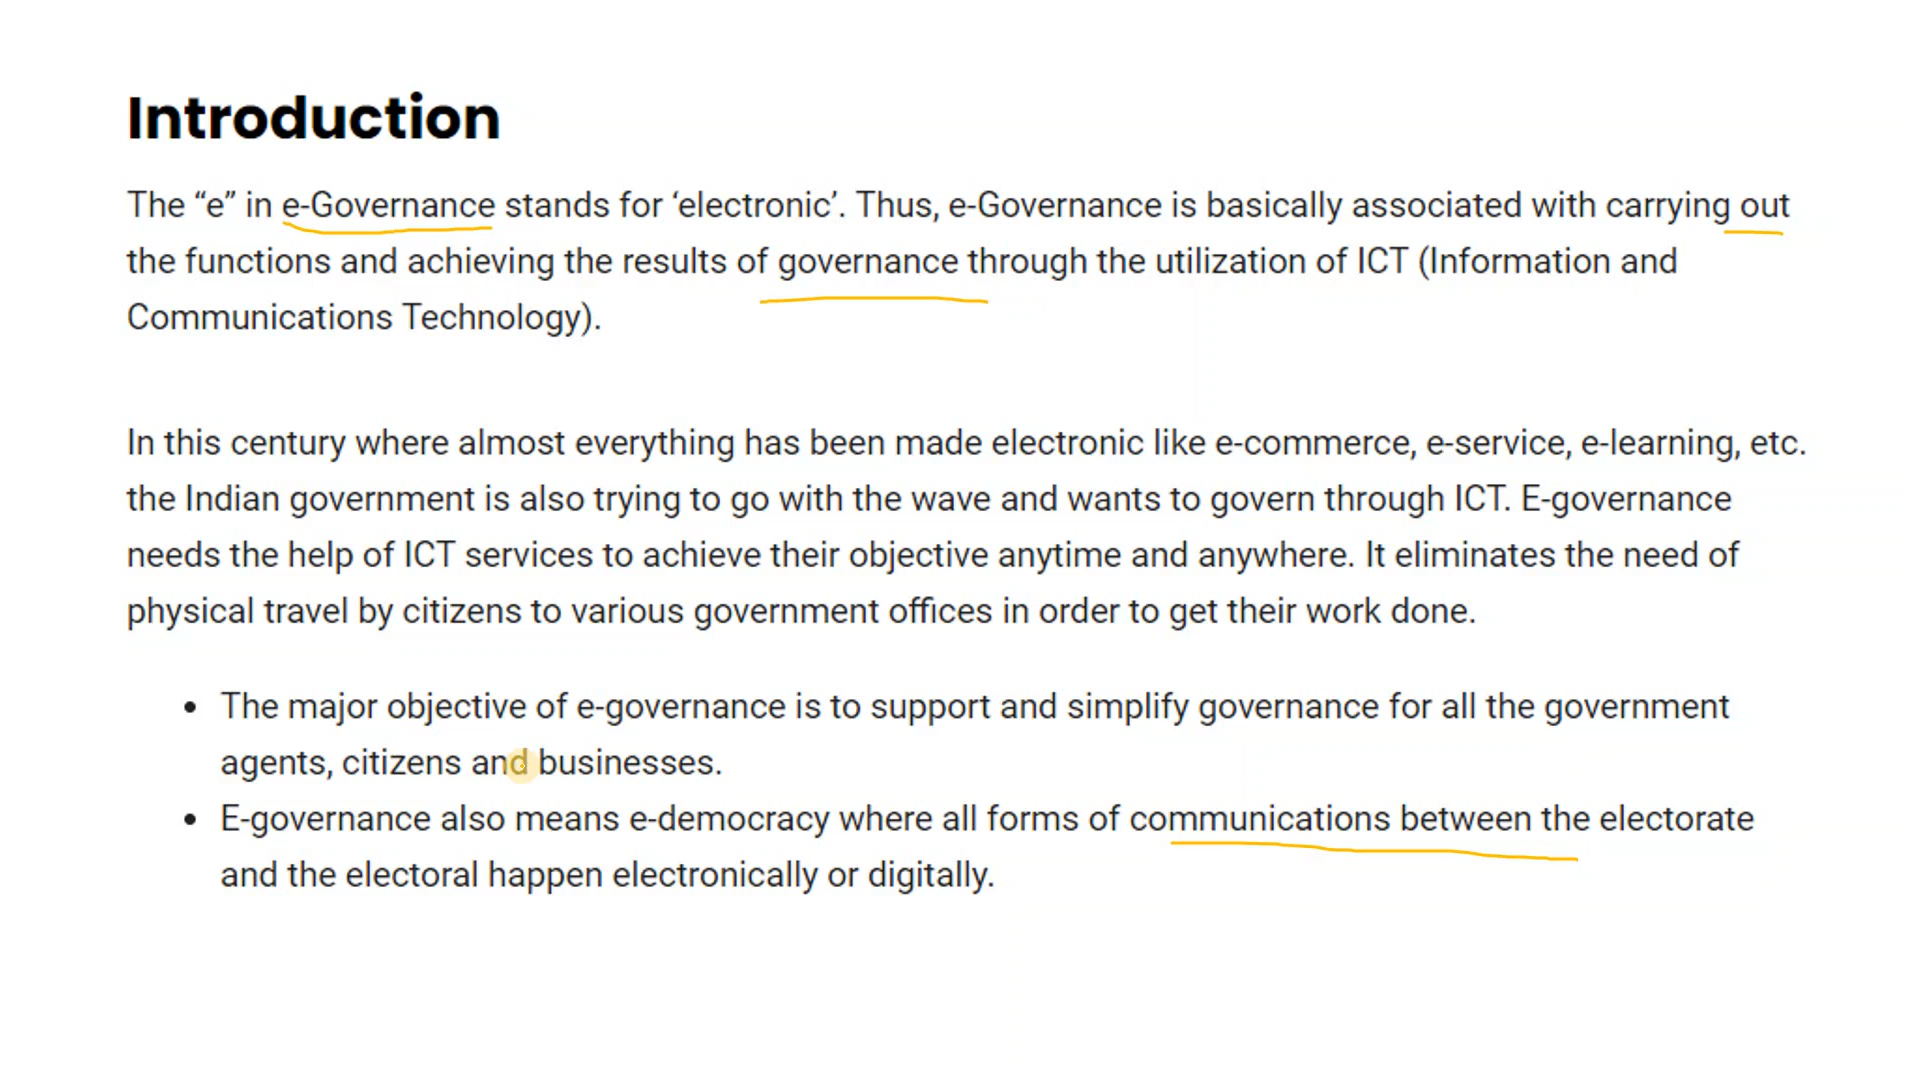 Introduction
The “e” in e-Governance stands for ‘electronic’. Thus, e-Governance is basically associated with carrying out
the functions and achieving the results of governance through the utilization of ICT (Information and
Communications Technology).
In this century where almost everything has been made electronic like e-commerce, e-service, e-learning, etc.
the Indian government is also trying to go with the wave and wants to govern through ICT. E-governance
needs the help of ICT services to achieve their objective anytime and anywhere. It eliminates the need of
physical travel by citizens to various government offices in order to get their work done.
• The major objective of e-governance is to support and simplify governance for all the government
agents, citizens and businesses.
• E-governance also means e-democracy where all forms of communications between the electorate
and the electoral happen electronically or digitally.